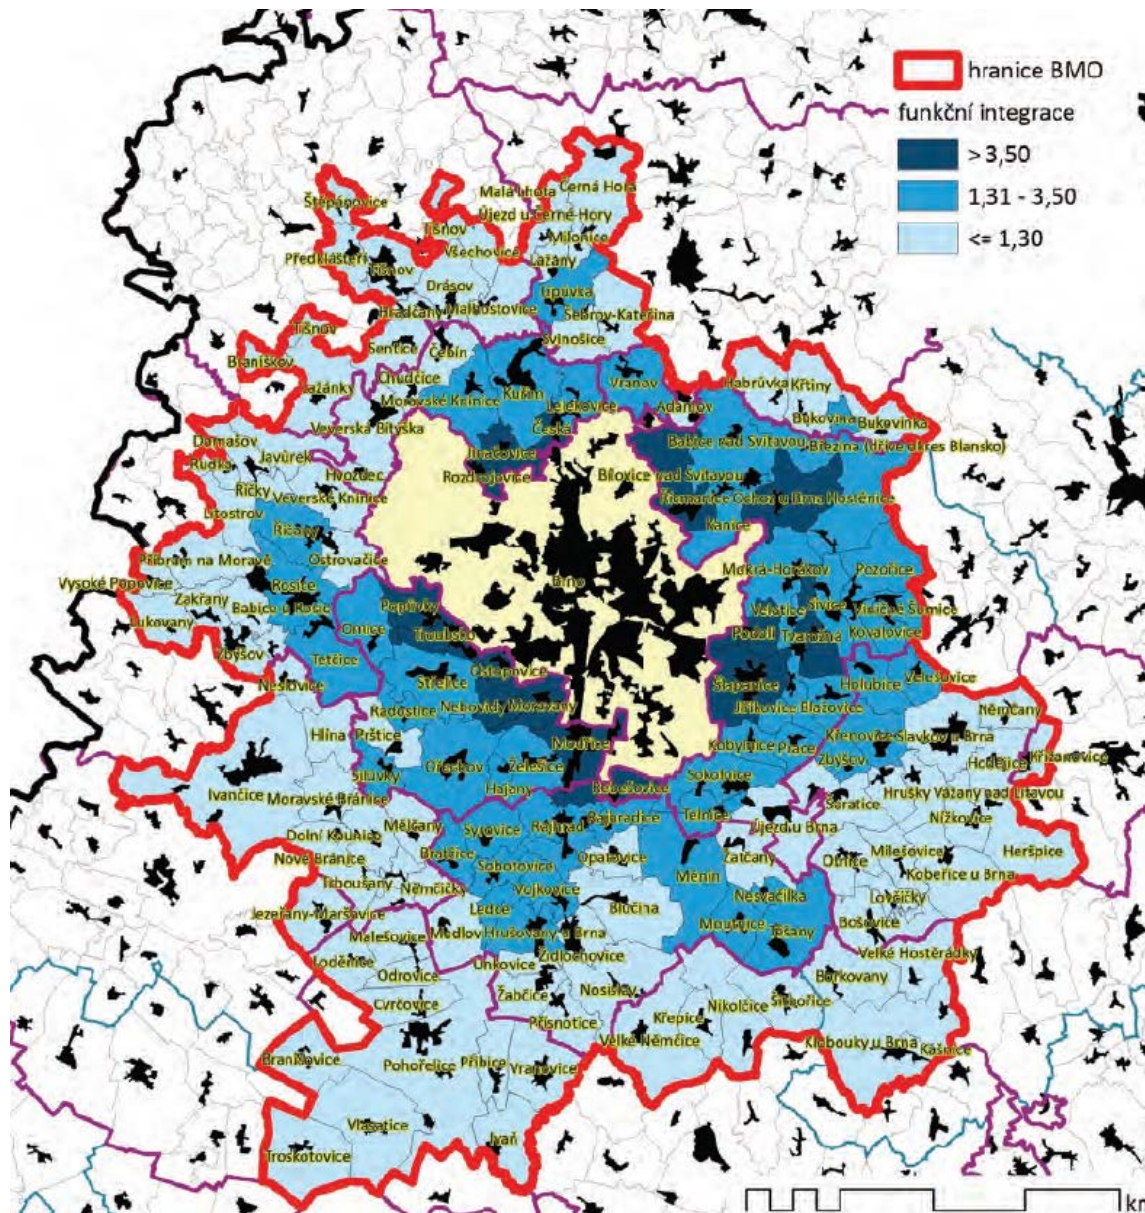 hranice BMO
funkční integrace
> 3,50
1,31 - 3,50
<= 1,30
Malá Lhota
Černá Hora
Štěpánovice
Újezd u Černé Hory
Tišnov
Milonice
Všechovice
Předklášteří
Lažany
Tišnov
Drásov
Lipůvka
Hradčany
Malhostovice
Šebrov-Kateřina
Tišnov
Svinošice
Sentice
Čebín
Braníškov
Chudčice
Vranov
Habrůvka
Křtiny
Lažánky
Moravské Knínice
Kuřim
Lelekovice
Adamov
Bukovina
Bukovinka
Veverská Bítýška
Česká
Domašov
Babice nad Svitavou
Březina (dříve okres Blansko)
Javůrek
Jinačovice
Rudka
Hvozdec
Rozdrojovice
Bílovice nad Svitavou
Říčky
Veverské Knínice
Řícmanice
Ochoz u Brna
Hostěnice
Litostrov
Kanice
Říčany
Příbram na Moravě
Ostrovačice
Mokrá-Horákov
Pozořice
Vysoké Popovice
Rosice
Brno
Zakřany
Babice u Rosic
Popůvky
Velatice
Sivice
Viničné Šumice
Lukovany
Omice
Troubsko
Podolí
Tvarožná
Kovalovice
Zbýšov
Tetčice
Ostopovice
Velešovice
Neslovice
Střelice
Šlapanice
Holubice
Radostice
Nebovidy
Moravany
Jiříkovice
Blažovice
Němčany
Hlína
Prštice
Modřice
Kobylnice
Prace
Křenovice
Slavkov u Brna
Ořechov
Želešice
Zbýšov
Hodějice
Křižanovice
Silůvky
Sokolnice
Ivančice
Hajany
Rebešovice
Hrušky
Vážany nad Litavou
Moravské Bránice
Šaratice
Mělčany
Syrovice
Rajhrad
Rajhradice
Telnice
Újezd u Brna
Nížkovice
Dolní Kounice
Nové Bránice
Bratčice
Sobotovice
Opatovice
Žatčany
Otnice
Milešovice
Heršpice
Kobeřice u Brna
Trboušany
Němčičky
Vojkovice
Měnín
Nesvačilka
Lovčičky
Jezeřany-Maršovice
Ledce
Blučina
Moutnice
Těšany
Bošovice
Malešovice
Medlov
Hrušovany u Brna
Loděnice
Unkovice
Židlochovice
Velké Hostěrádky
Odrovice
Borkovany
Cvrčovice
Žabčice
Nosislav
Nikolčice
Šitbořice
Přísnotice
Křepice
Velké Němčice
Klobouky u Brna
Kašnice
Branišovice
Pohořelice
Přibice
Vranovice
Vlasatice
Ivaň
Troskotovice
km